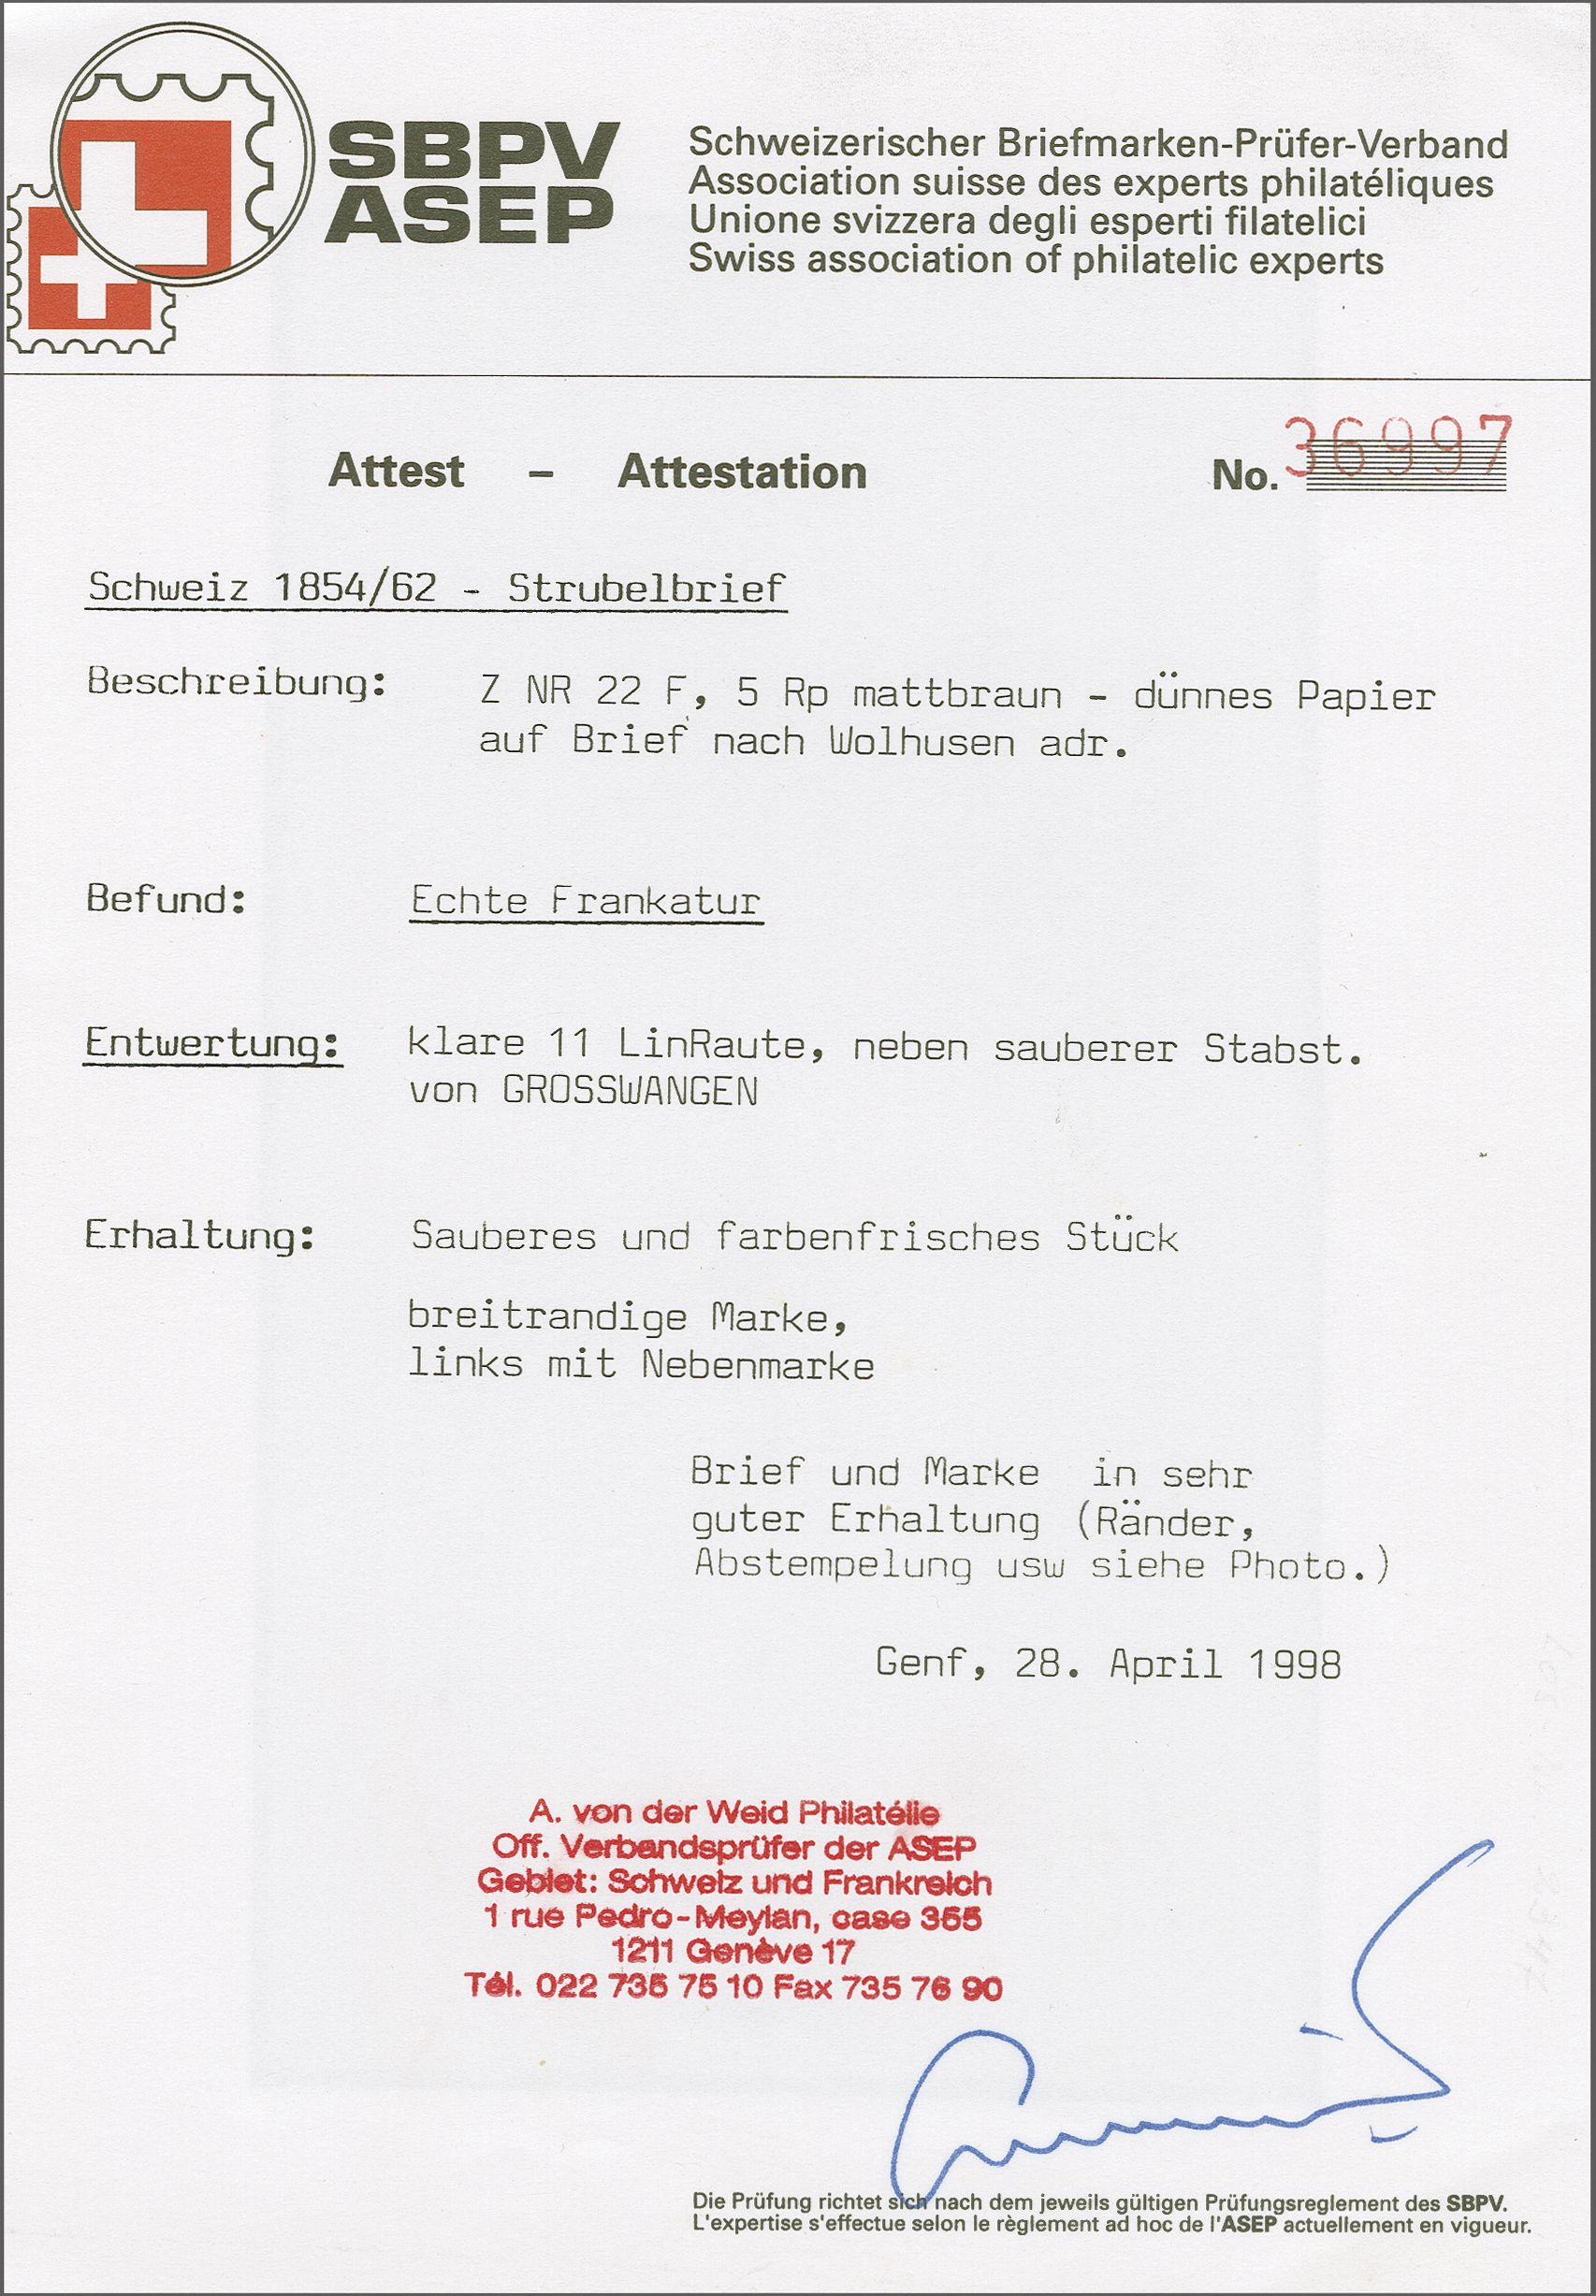 SBPV
ASEP
Schweizerischer Briefmarken-Prüfer-Verband
Association suisse des experts philatéliques
Unione svizzera degli esperti filatelici
Swiss association of philatelic experts
Attest – Attestation
No. 36997
Schweiz 1854/62 - Strubelbrief
Beschreibung: Z NR 22 F, 5 Rp mattbraun - dünnes Papier
auf Brief nach Wolhusen adr.
Befund: Echte Frankatur
Entwertung: klare 11 LinRaute, neben sauberer Stabst.
von GROSSWANGEN
Erhaltung: Sauberes und farbenfrisches Stück
breitrandige Marke,
links mit Nebenmarke
Brief und Marke in sehr
guter Erhaltung (Ränder,
Abstempelung usw siehe Photo.)
Genf, 28. April 1998
A. von der Weid Philatélie
Off. Verbandsprüfer der ASEP
Gebiet: Schweiz und Frankreich
1 rue Pedro-Meylan, case 355
1211 Genève 17
Tél. 022 735 75 10 Fax 735 76 90
Die Prüfung richtet sich nach dem jeweils gültigen Prüfungsreglement des SBPV.
L'expertise s'effectue selon le règlement ad hoc de l'ASEP actuellement en vigueur.